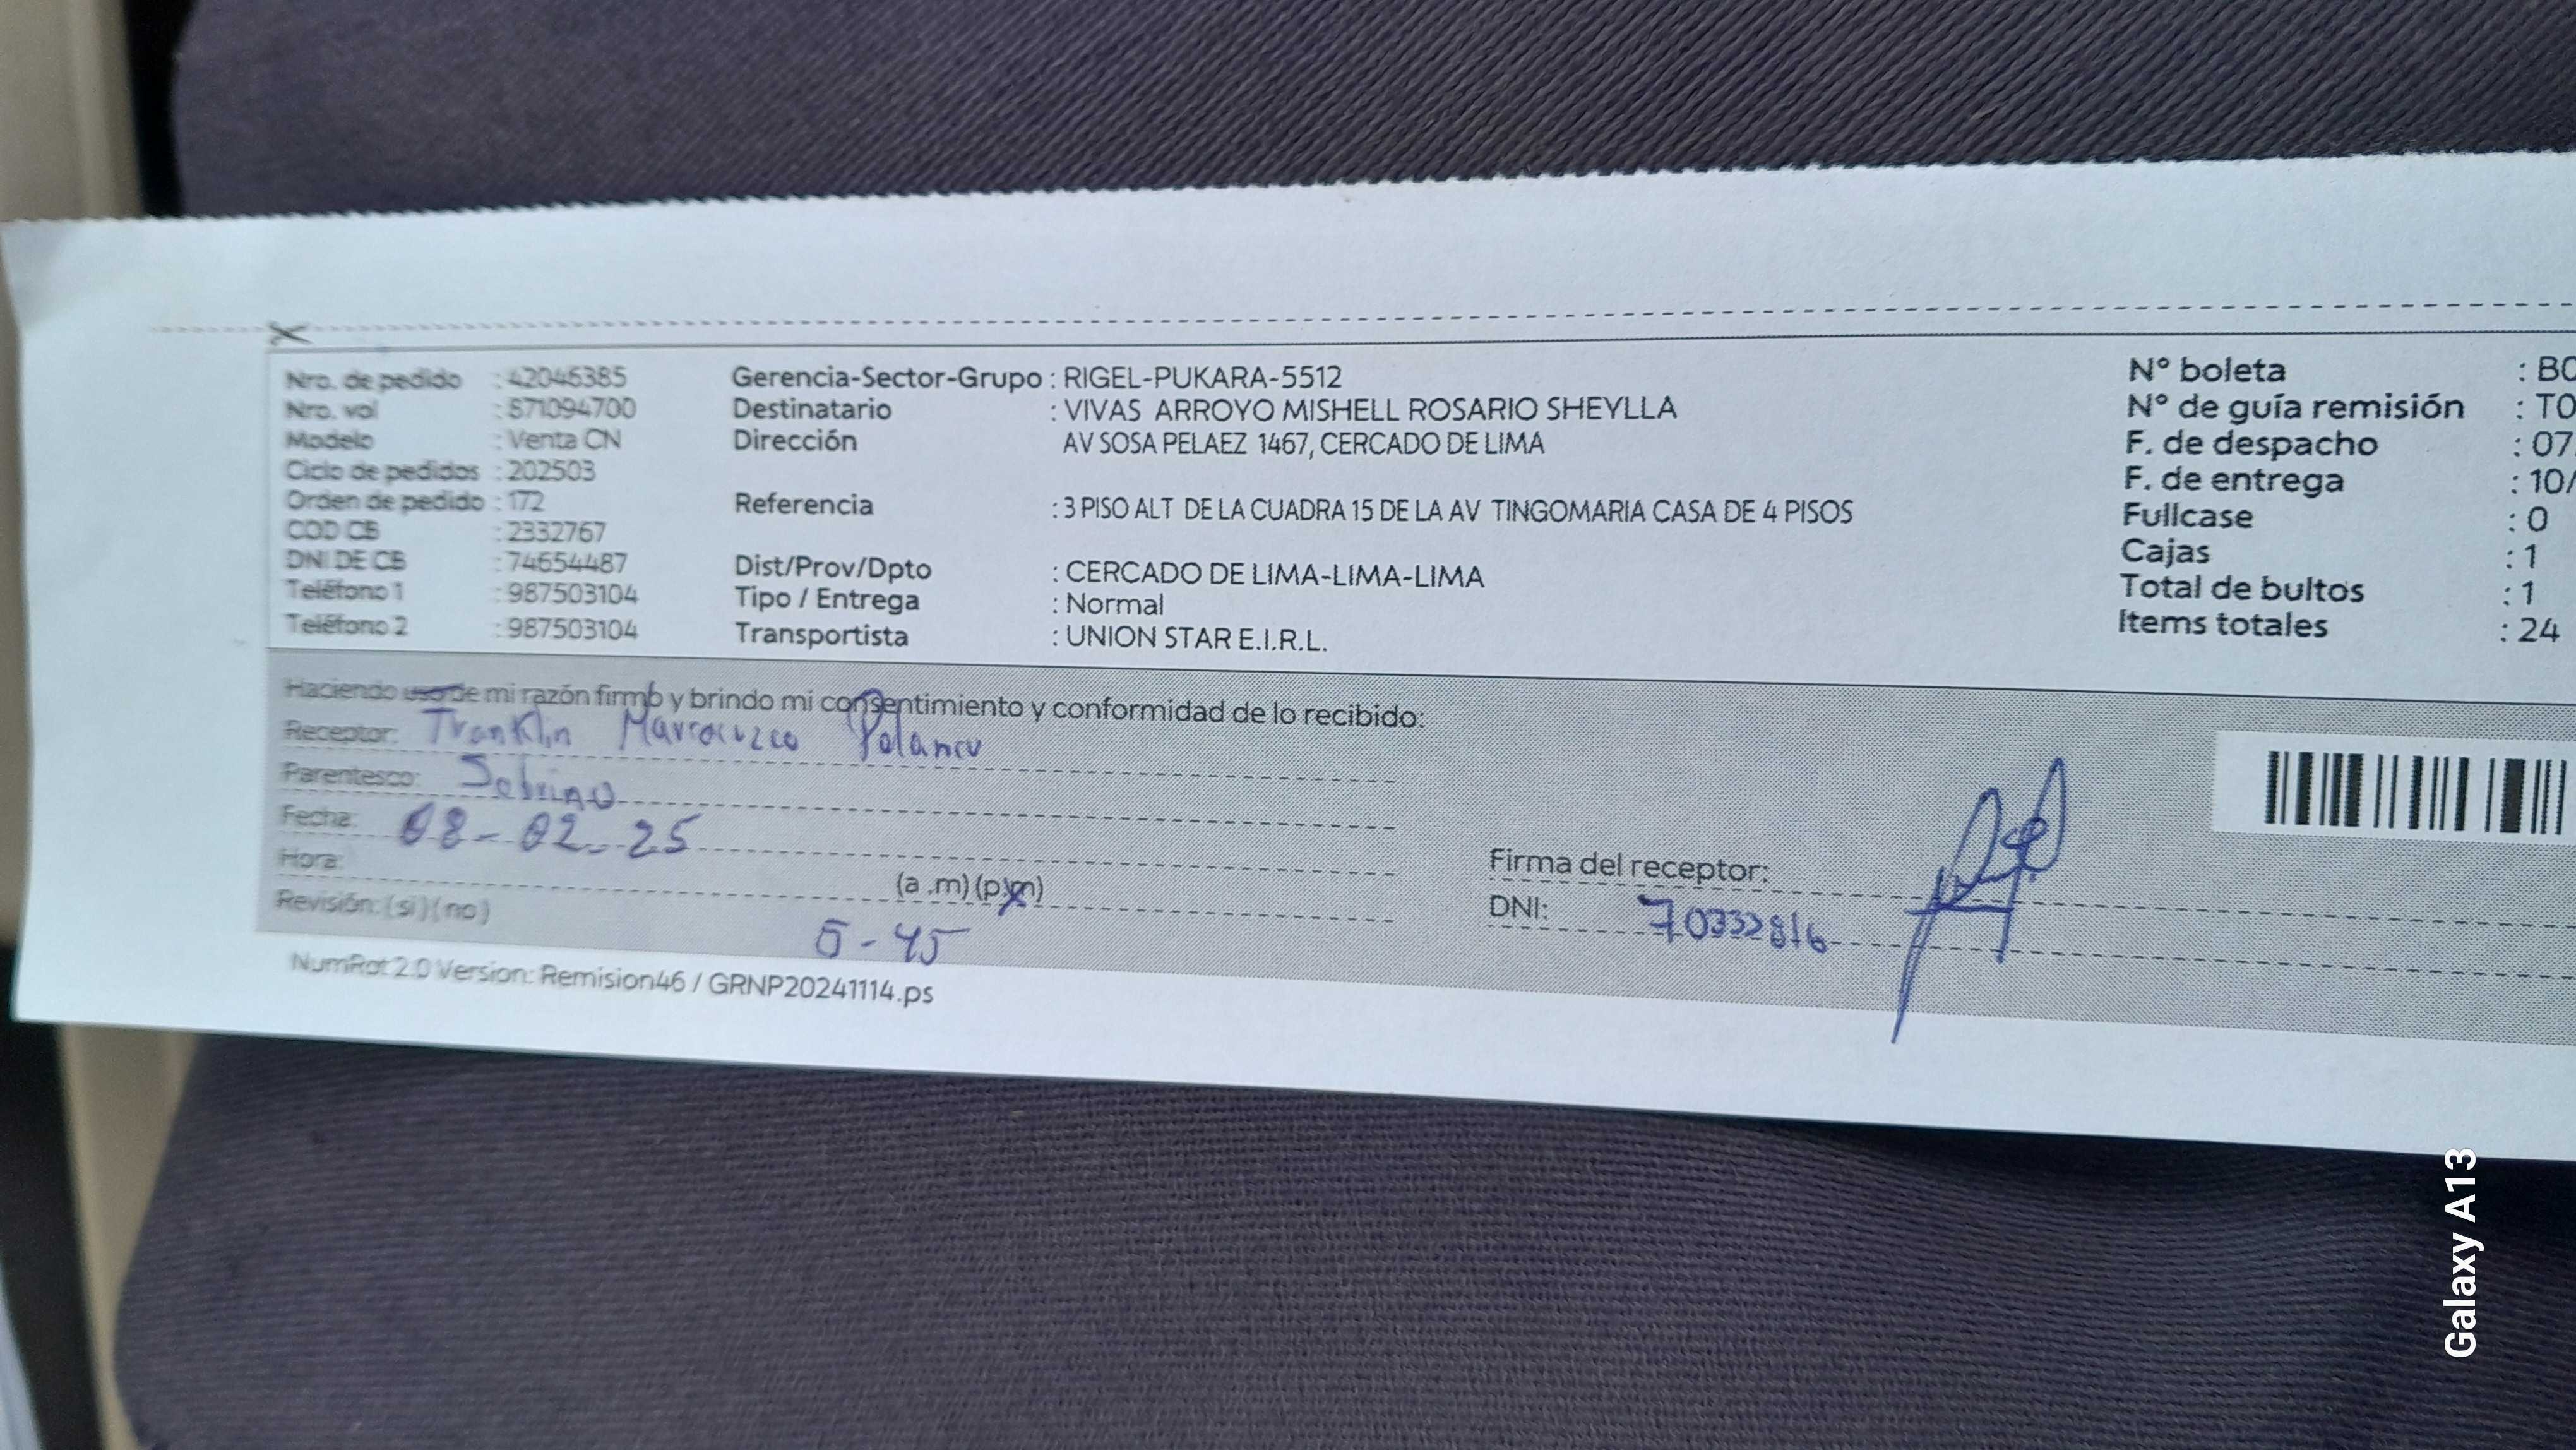 Nro. de pedido : 42046385
Nro. vol : 871094700
Modelo : Venta CN
Ciclo de pedidos : 202503
Orden de pedido : 172
COD CB : 2332767
DNI DE CB : 74654487
Teléfono 1 : 987503104
Teléfono 2 : 987503104
Gerencia-Sector-Grupo : RIGEL-PUKARA-5512
Destinatario : VIVAS ARROYO MISHELL ROSARIO SHEYLLA
Dirección AV SOSA PELAEZ 1467, CERCADO DE LIMA
Referencia : 3 PISO ALT DE LA CUADRA 15 DE LA AV TINGOMARIA CASA DE 4 PISOS
Dist/Prov/Dpto : CERCADO DE LIMA-LIMA-LIMA
Tipo / Entrega : Normal
Transportista : UNION STAR E.I.R.L.
N° boleta : B0
N° de guía remisión : T0
F. de despacho : 07
F. de entrega : 10/
Fullcase : 0
Cajas : 1
Total de bultos : 1
Items totales : 24
Haciendo uso de mi razón firmo y brindo mi consentimiento y conformidad de lo recibido:
Receptor: Franklin Polanco
Parentesco: Sobrino
Fecha: 08-02-25
Hora: (a .m) (p.m)
Revisión: (si) (no)
5-45
Firma del receptor:
DNI: 70332816
NumRot 2.0 Version: Remision46 / GRNP20241114.ps
Galaxy A13